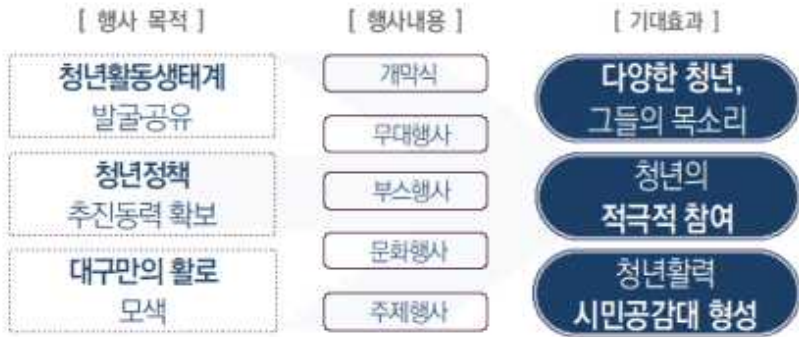 [ 행사 목적 ]
청년활동생태계
발굴공유
청년정책
추진동력 확보
대구만의 활로
모색
[ 행사내용 ]
개막식
무대행사
부스행사
문화행사
주제행사
[ 기대효과 ]
다양한 청년,
그들의 목소리
청년의
적극적 참여
청년활력
시민공감대 형성